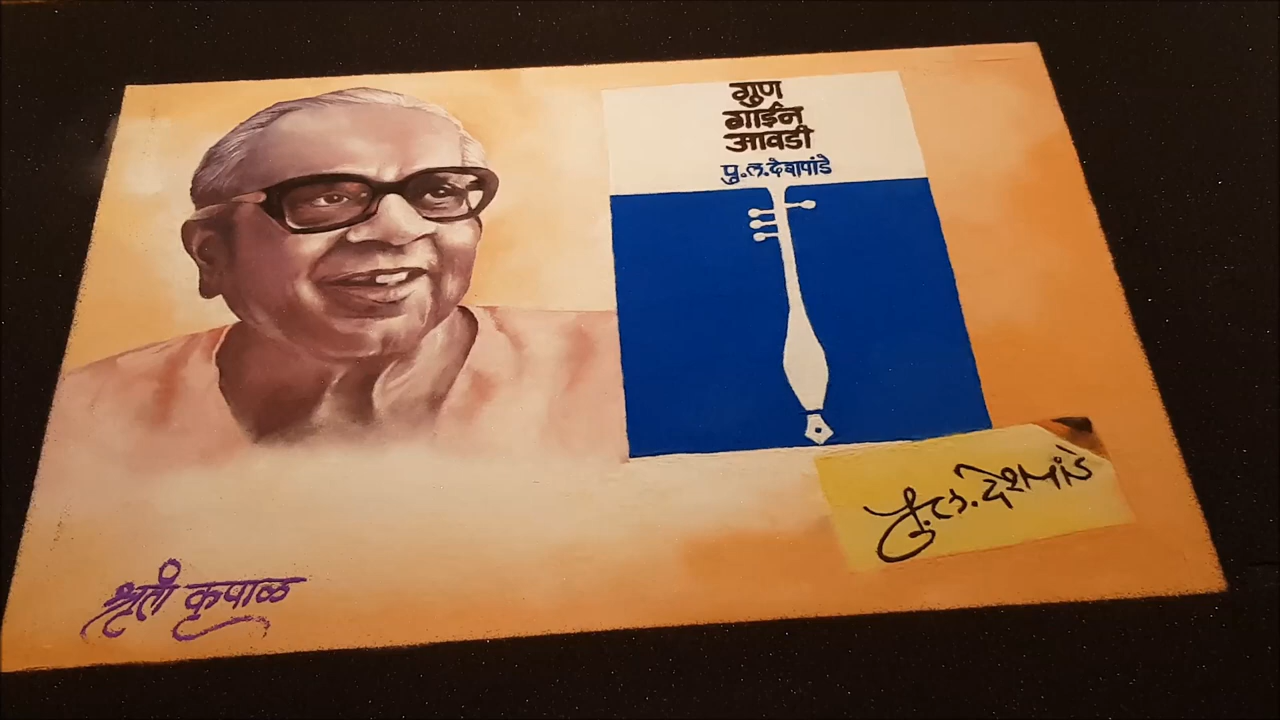 गुण
गाईन
आवडी
पु.ल.देशपांडे
पु.ल.देशपांडे
श्रुती कृपाळ